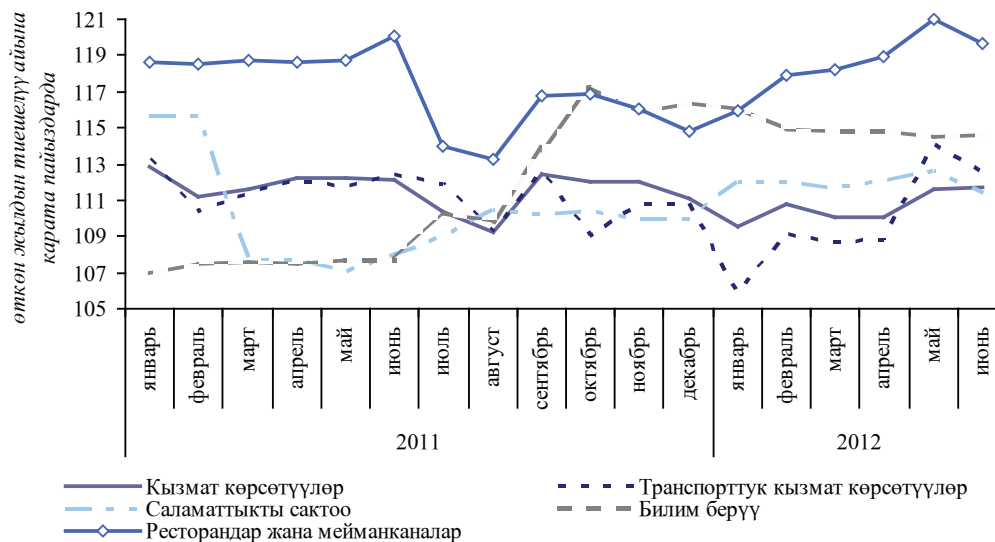 өткөн жылдын тиешелүү айына
карата пайыздарда
121
119
117
115
113
111
109
107
105
январь
февраль
март
апрель
май
июнь
июль
август
сентябрь
октябрь
ноябрь
декабрь
январь
февраль
март
апрель
май
июнь
2011
2012
Кызмат көрсөтүүлөр
Транспорттук кызмат көрсөтүүлөр
Саламаттыкты сактоо
Билим берүү
Ресторандар жана мейманканалар